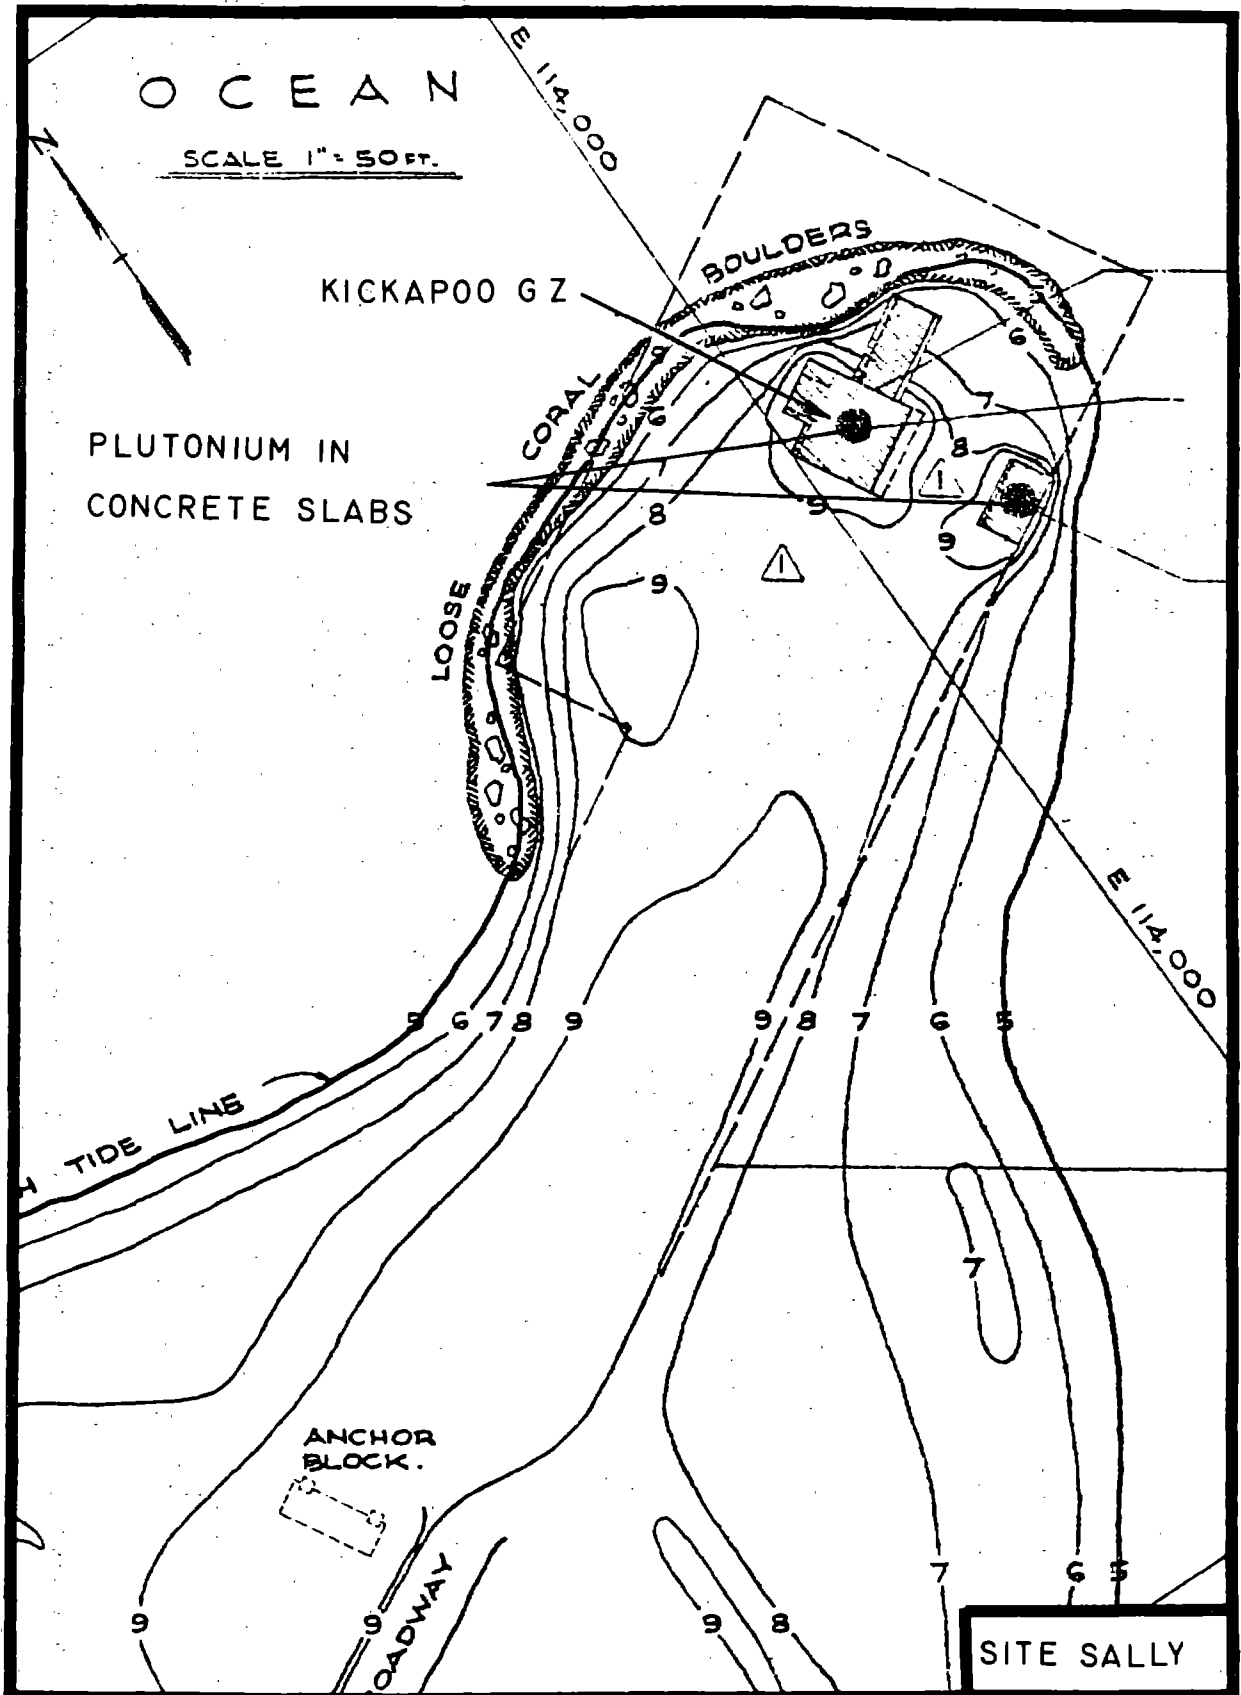 OCEAN
N
SCALE 1" = 50 FT.
E 114,000
BOULDERS
KICKAPOO G Z
6
CORAL
6
7
7
PLUTONIUM IN
CONCRETE SLABS
8
8
1
9
9
1
9
LOOSE
E 114,000
5 6 7 8 9 9 8 7 6 5
H TIDE LINE
7
ANCHOR
BLOCK.
7 6 5
9 9 9 8
OADWAY
SITE SALLY